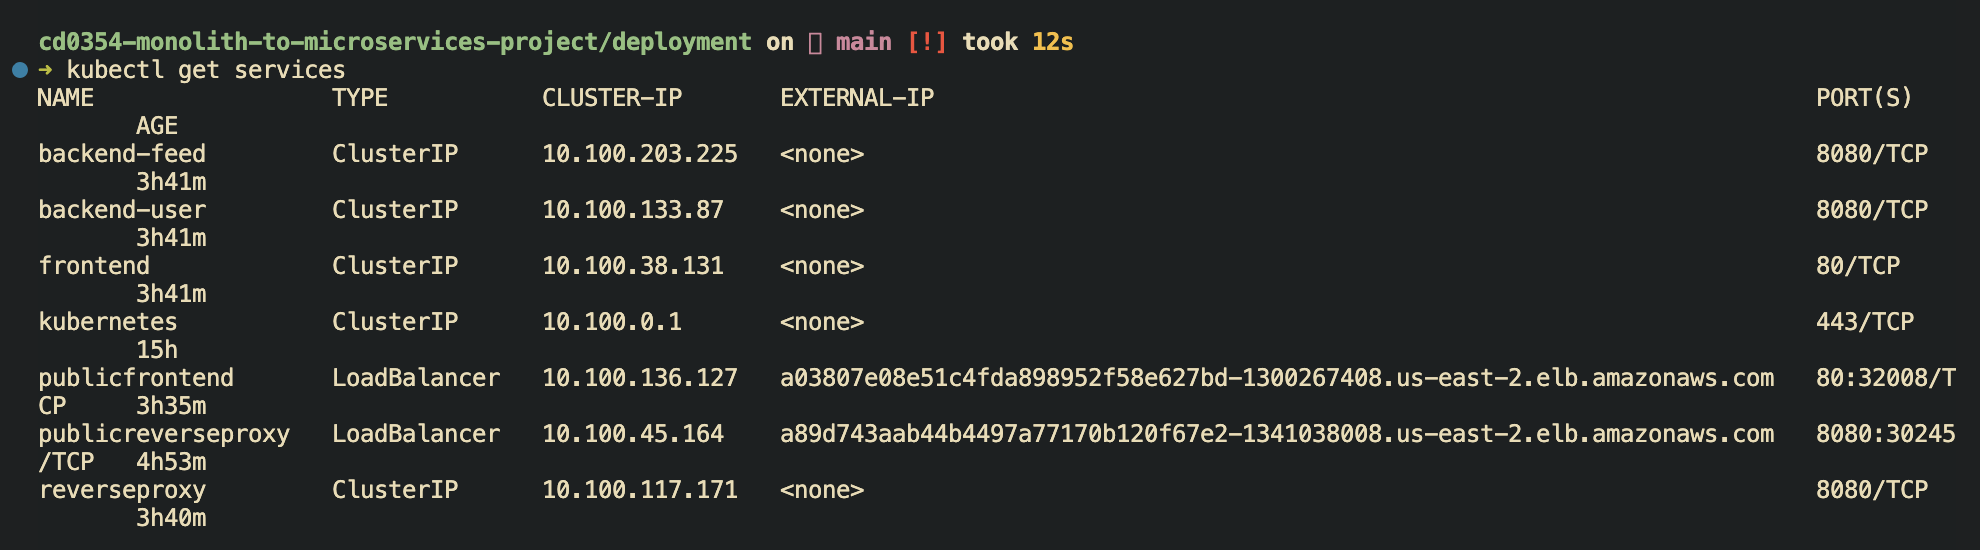 cd0354-monolith-to-microservices-project/deployment on  main [!] took 12s
➜ kubectl get services
NAME TYPE CLUSTER-IP EXTERNAL-IP PORT(S)
AGE
backend-feed ClusterIP 10.100.203.225 <none> 8080/TCP
3h41m
backend-user ClusterIP 10.100.133.87 <none> 8080/TCP
3h41m
frontend ClusterIP 10.100.38.131 <none> 80/TCP
3h41m
kubernetes ClusterIP 10.100.0.1 <none> 443/TCP
15h
publicfrontend LoadBalancer 10.100.136.127 a03807e08e51c4fda898952f58e627bd-1300267408.us-east-2.elb.amazonaws.com 80:32008/T
CP 3h35m
publicreverseproxy LoadBalancer 10.100.45.164 a89d743aab44b4497a77170b120f67e2-1341038008.us-east-2.elb.amazonaws.com 8080:30245
/TCP 4h53m
reverseproxy ClusterIP 10.100.117.171 <none> 8080/TCP
3h40m